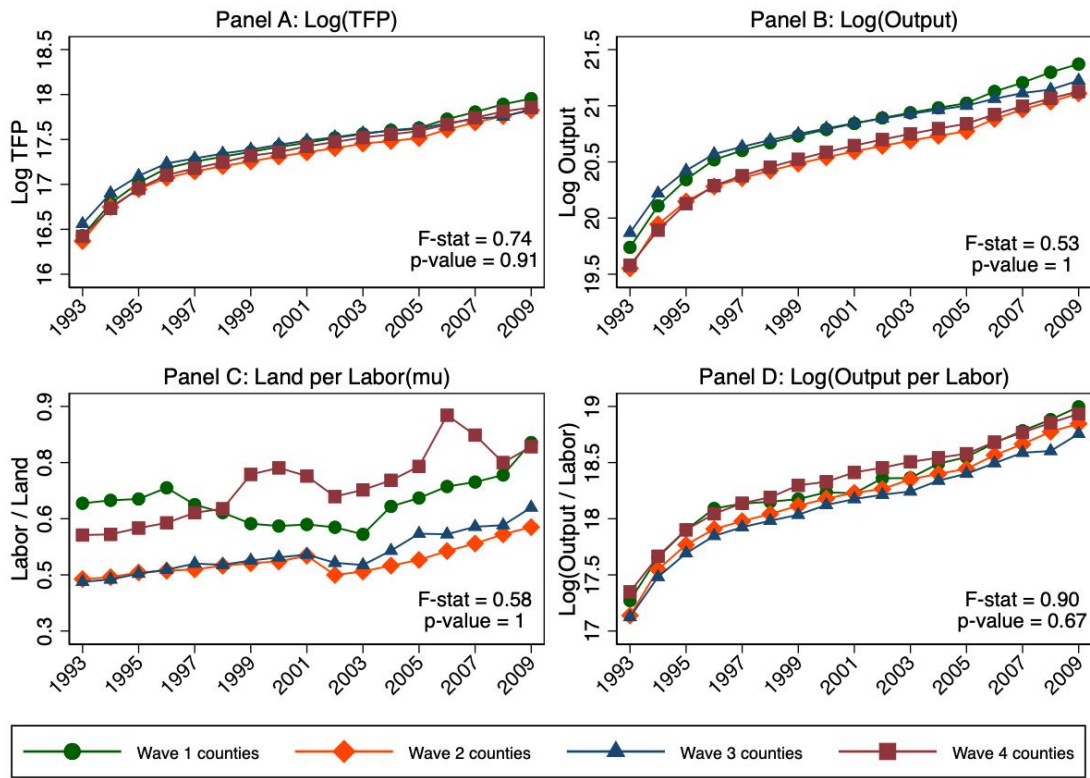 Panel A: Log(TFP)
Log TFP
18.5
18
17.5
17
16.5
16
F-stat = 0.74
p-value = 0.91
1993 1995 1997 1999 2001 2003 2005 2007 2009
Panel B: Log(Output)
Log Output
21.5
21
20.5
20
19.5
F-stat = 0.53
p-value = 1
1993 1995 1997 1999 2001 2003 2005 2007 2009
Panel C: Land per Labor(mu)
Labor / Land
0.9
0.8
0.6
0.5
0.3
F-stat = 0.58
p-value = 1
1993 1995 1997 1999 2001 2003 2005 2007 2009
Panel D: Log(Output per Labor)
Log(Output / Labor)
19
18.5
18
17.5
17
F-stat = 0.90
p-value = 0.67
1993 1995 1997 1999 2001 2003 2005 2007 2009
Wave 1 counties Wave 2 counties Wave 3 counties Wave 4 counties